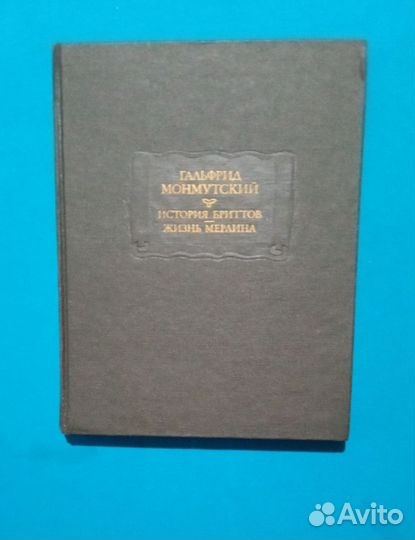 ГАЛЬФРИД
МОНМУТСКИЙ
ИСТОРИЯ БРИТТОВ
ЖИЗНЬ МЕРЛИНА
Avito